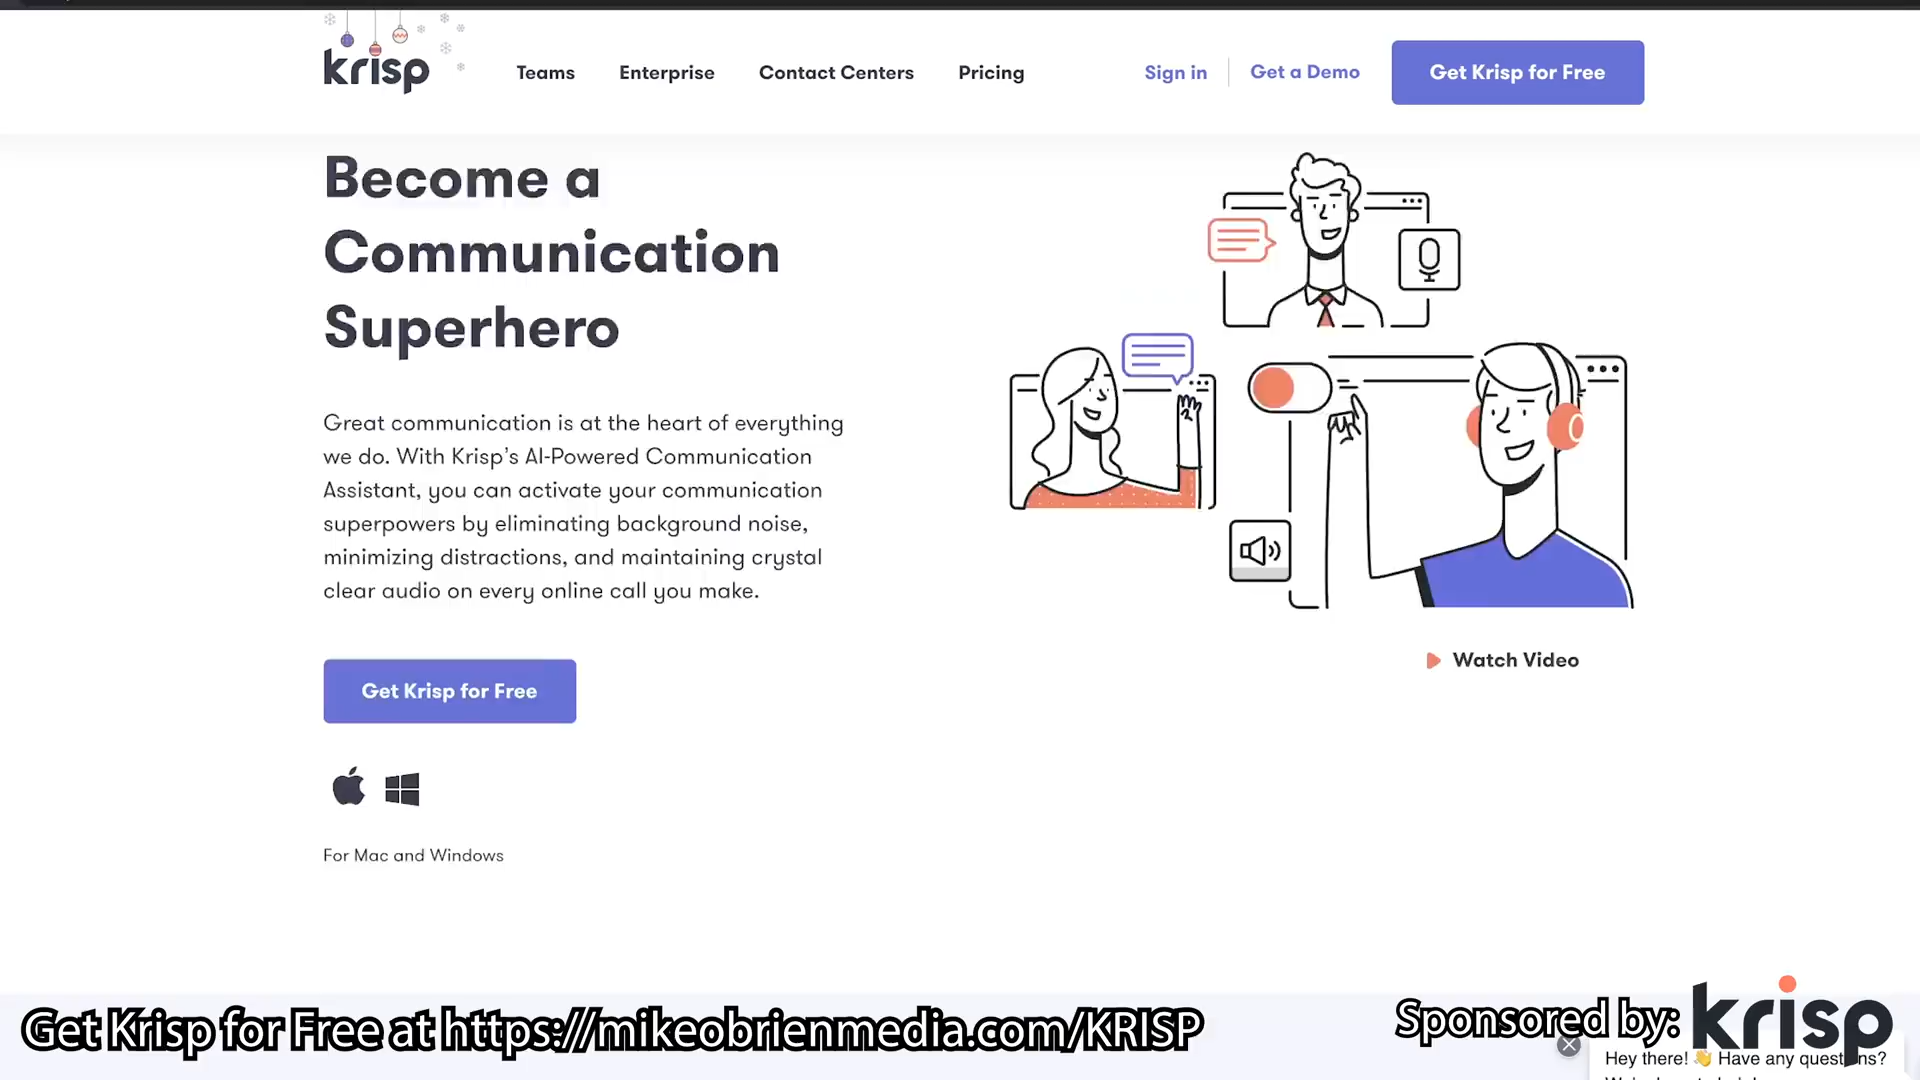 krisp
Teams
Enterprise
Contact Centers
Pricing
Sign in
Get a Demo
Get Krisp for Free
Become a
Communication
Superhero
Great communication is at the heart of everything
we do. With Krisp's AI-Powered Communication
Assistant, you can activate your communication
superpowers by eliminating background noise,
minimizing distractions, and maintaining crystal
clear audio on every online call you make.
Get Krisp for Free
For Mac and Windows
Watch Video
Get Krisp for Free at https://mikeobrienmedia.com/KRISP
Sponsored by: krisp
Hey there! 👋 Have any questions?